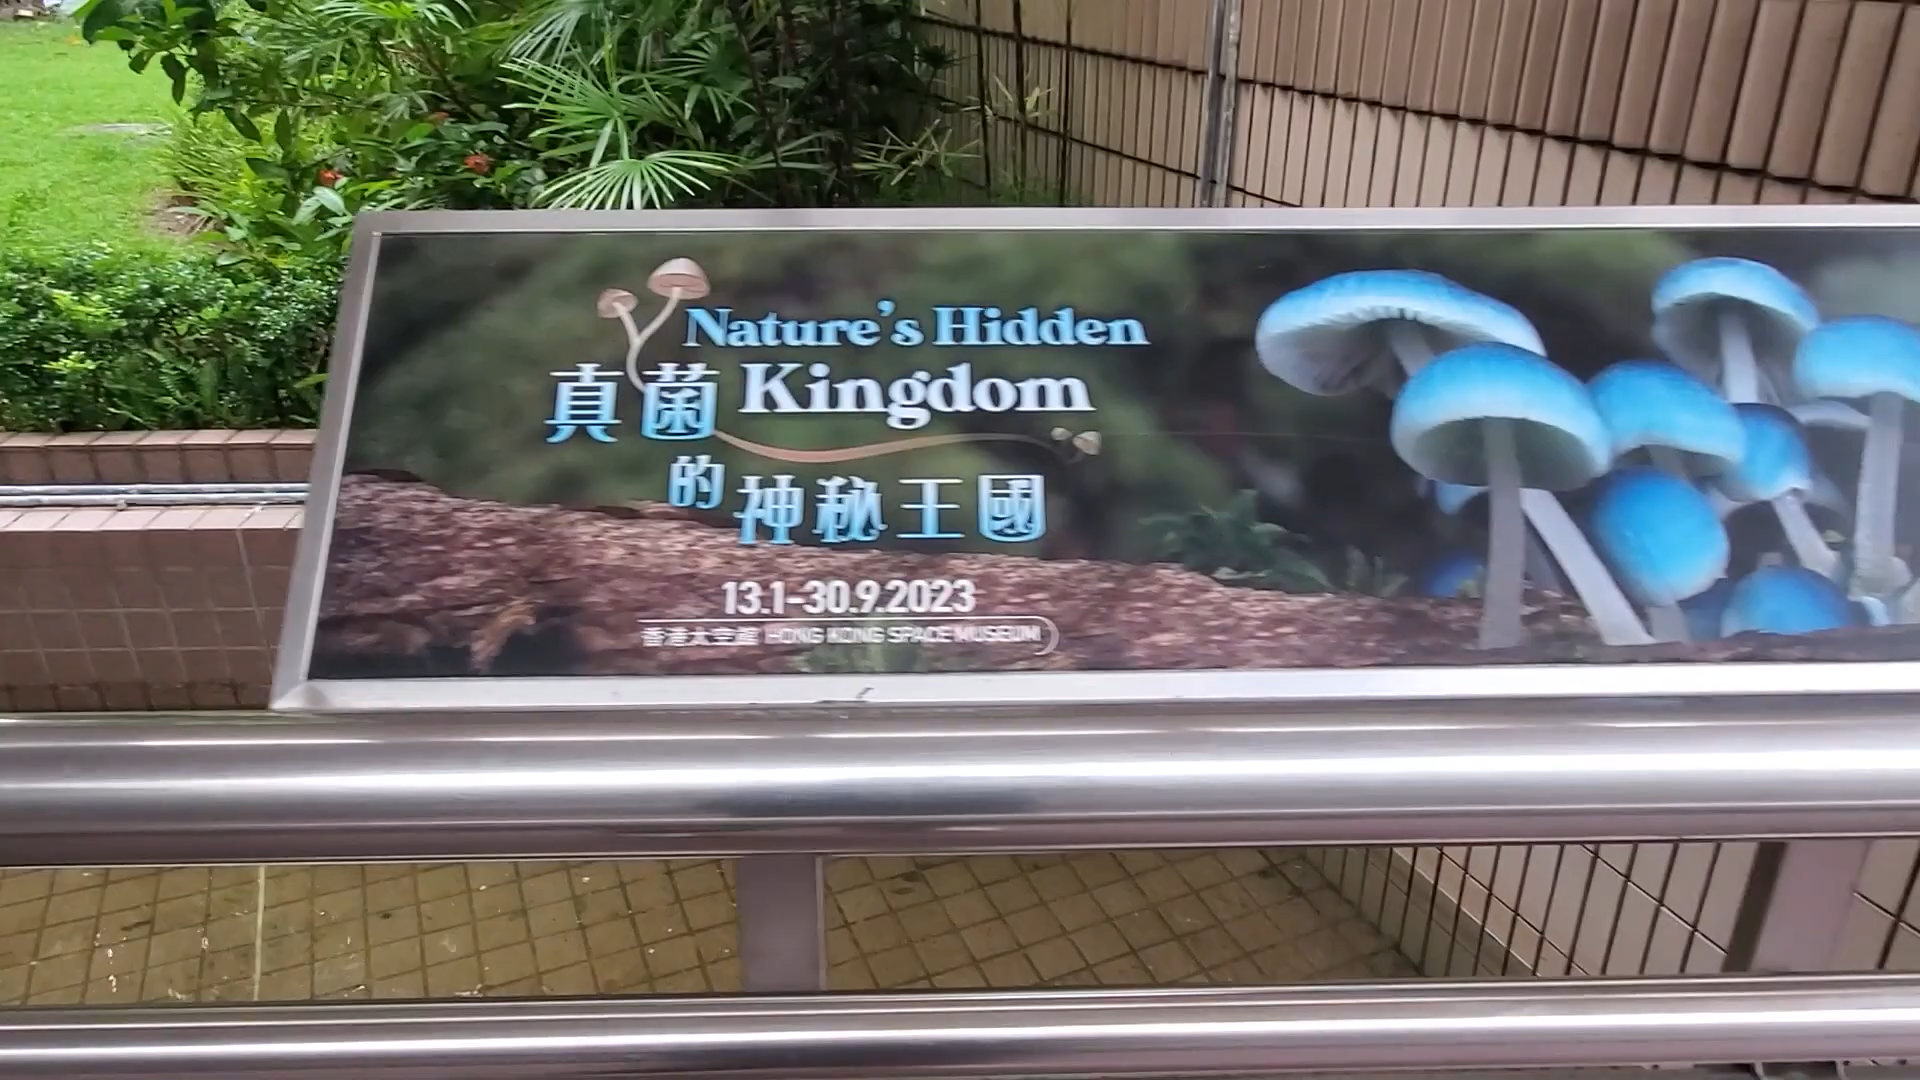 Nature's Hidden
Kingdom
真菌
的神秘王國
13.1-30.9.2023
香港太空館 HONG KONG SPACE MUSEUM